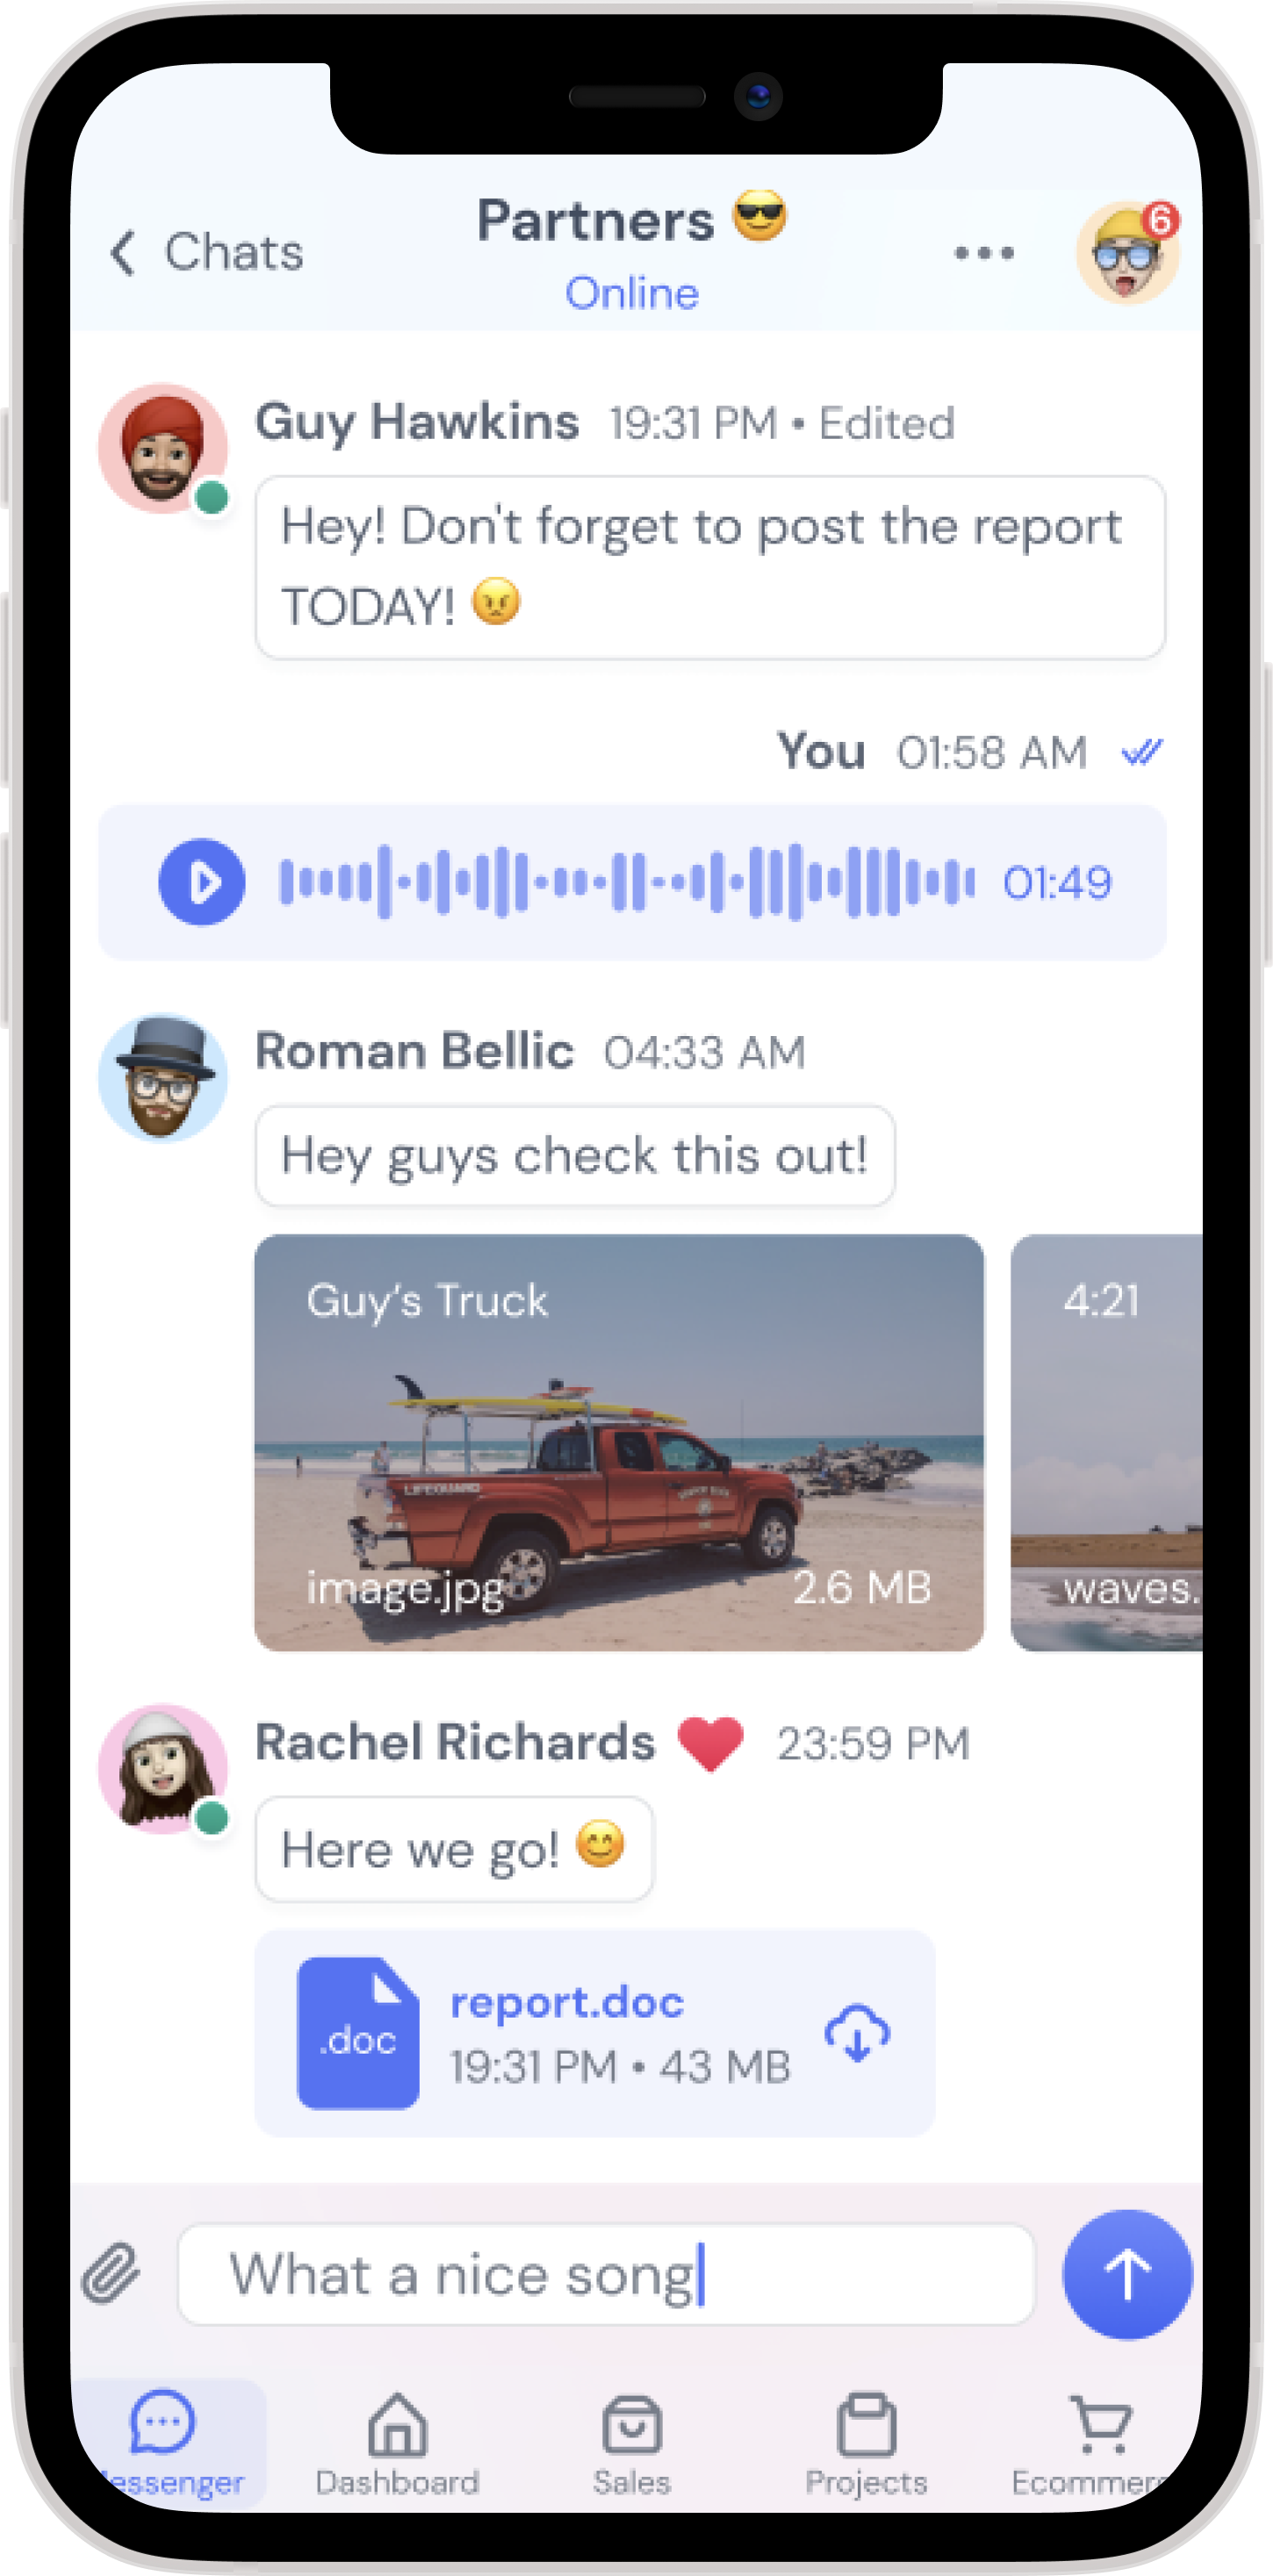 Partners 😎
6
Chats
Online
Guy Hawkins 19:31 PM • Edited
Hey! Don't forget to post the report
TODAY! 😠
You 01:58 AM
01:49
Roman Bellic 04:33 AM
Hey guys check this out!
Guy's Truck
4:21
LIFEGUARD
image.jpg
2.6 MB
waves.
Rachel Richards ❤️ 23:59 PM
Here we go! 😊
.doc
report.doc
19:31 PM • 43 MB
What a nice song
essenger
Dashboard
Sales
Projects
Ecommer